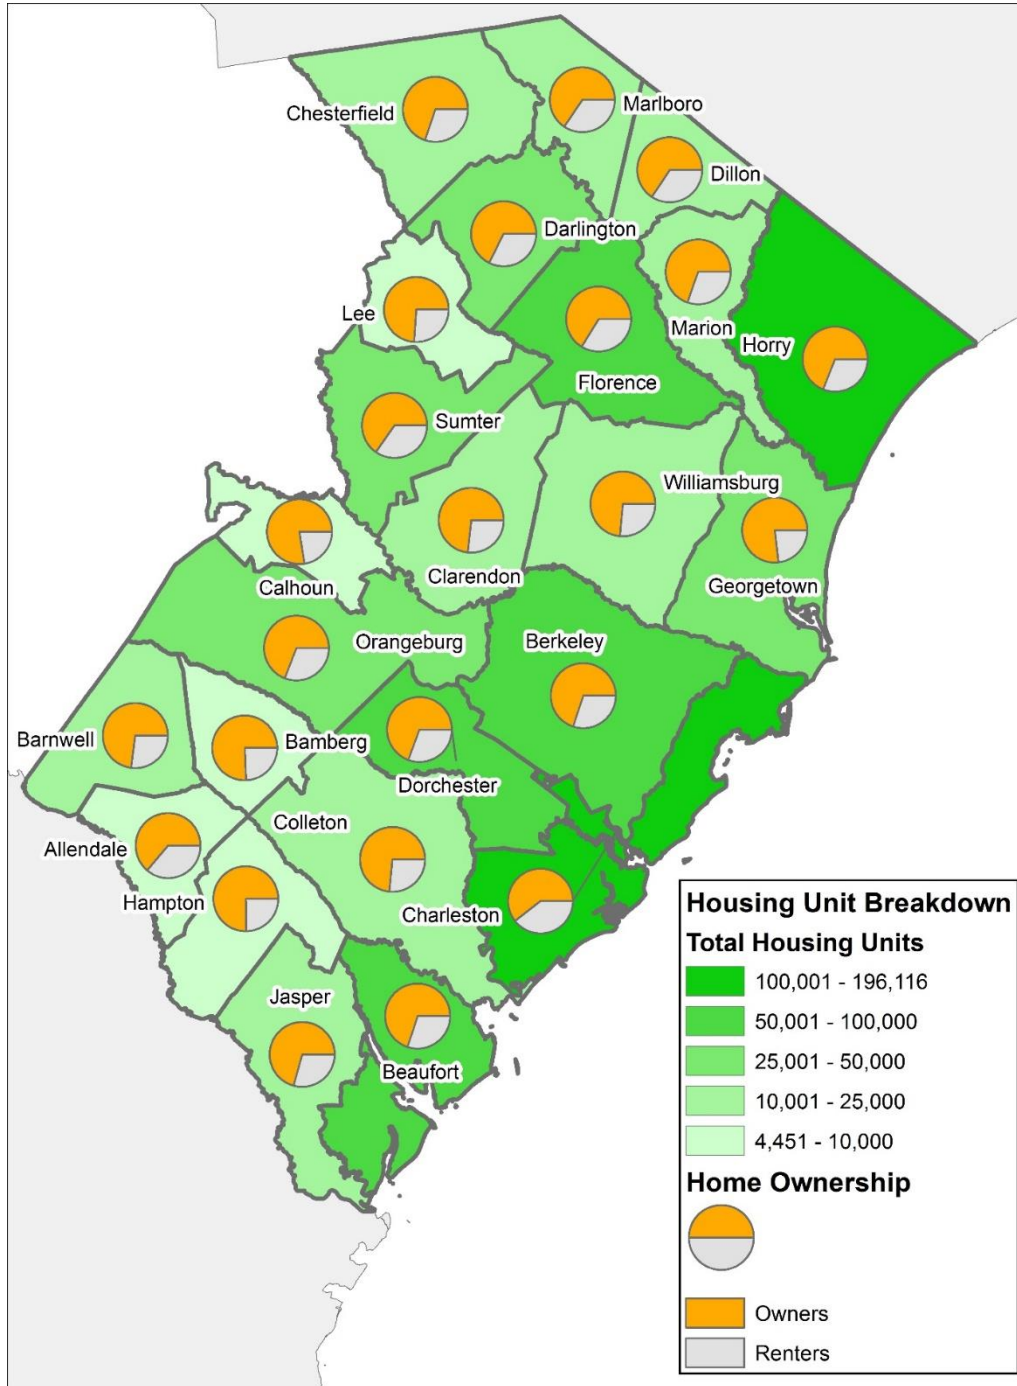 Chesterfield
Marlboro
Dillon
Darlington
Lee
Marion
Horry
Florence
Sumter
Williamsburg
Clarendon
Calhoun
Georgetown
Orangeburg
Berkeley
Barnwell
Bamberg
Dorchester
Colleton
Allendale
Hampton
Charleston
Jasper
Beaufort
Housing Unit Breakdown
Total Housing Units
100,001 - 196,116
50,001 - 100,000
25,001 - 50,000
10,001 - 25,000
4,451 - 10,000
Home Ownership
Owners
Renters